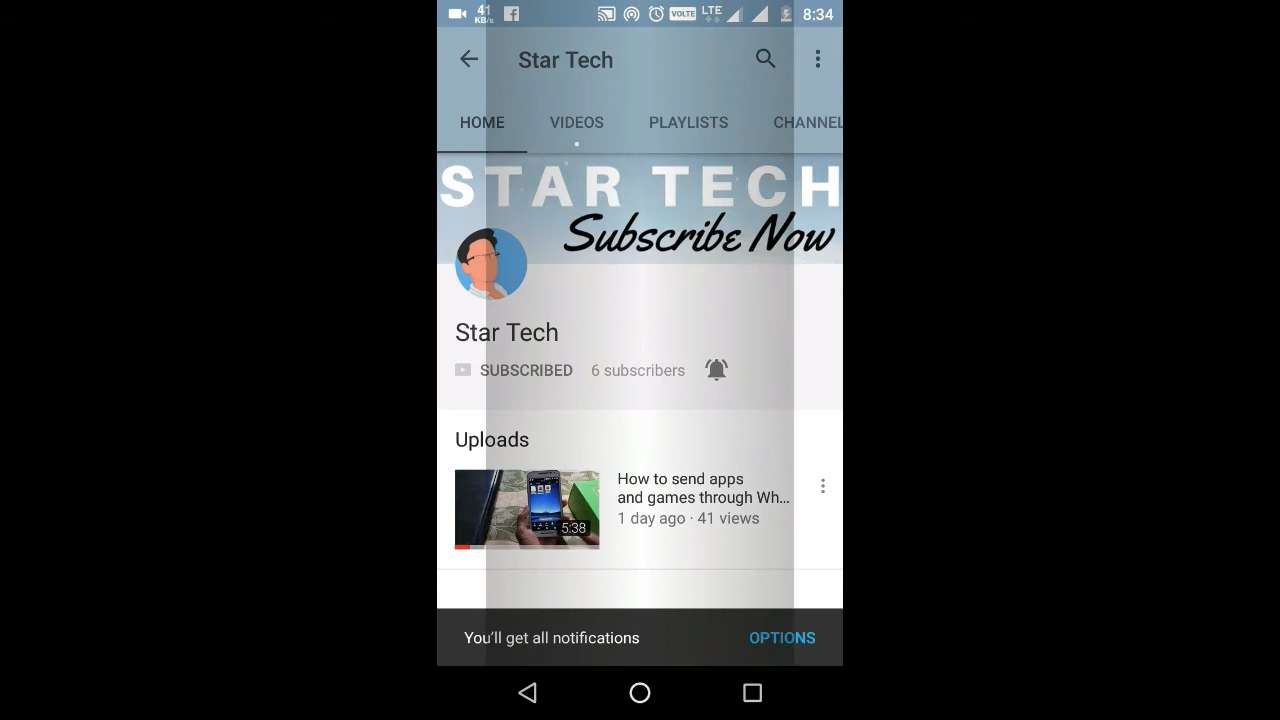 41
KB/s
VOLTE
LTE
8:34
Star Tech
HOME
VIDEOS
PLAYLISTS
CHANNEL
STAR TECH
Subscribe Now
Star Tech
SUBSCRIBED
6 subscribers
Uploads
5:38
How to send apps
and games through Wh...
1 day ago · 41 views
You'll get all notifications
OPTIONS